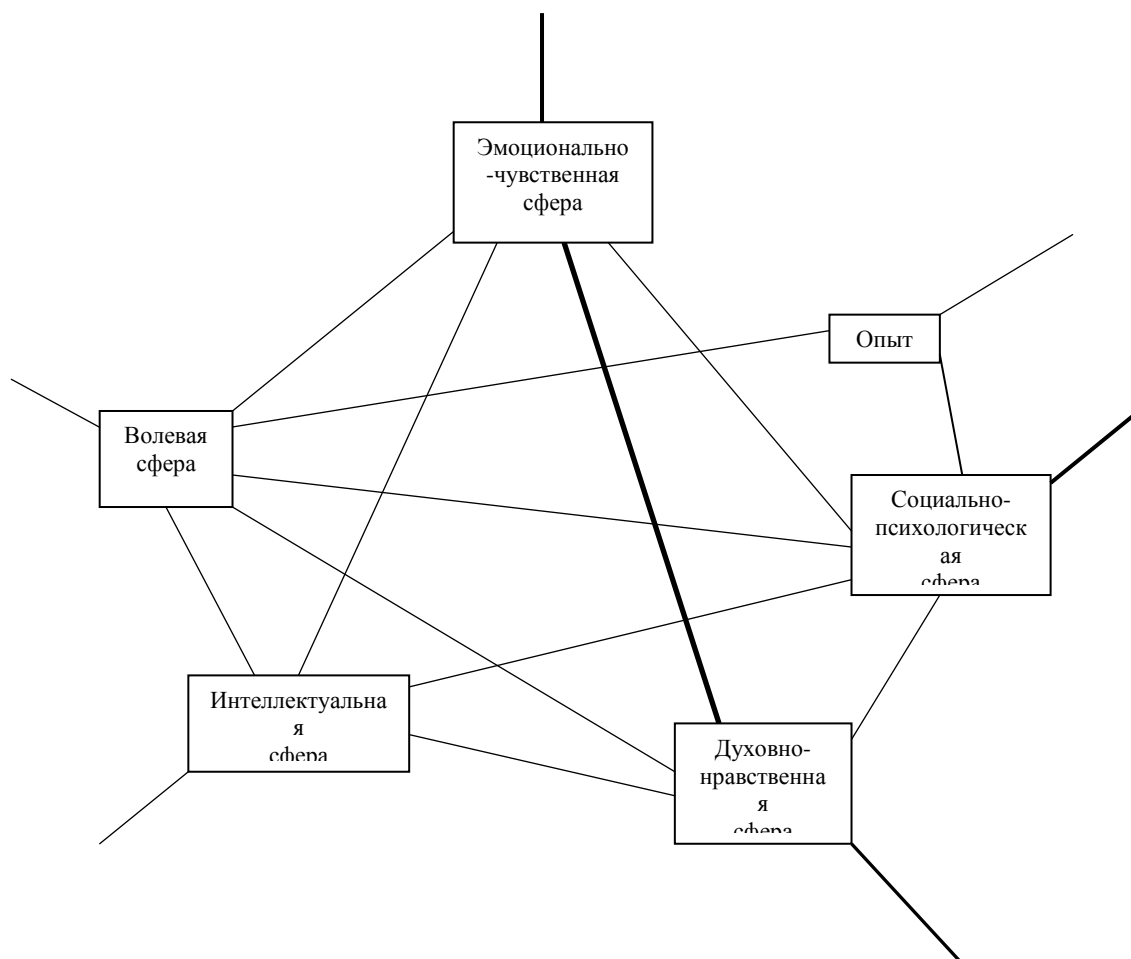 Эмоционально
-чувственная
сфера
Опыт
Волевая
сфера
Социально-
психологическ
ая
сфера
Интеллектуальна
я
сфера
Духовно-
нравственна
я
сфера